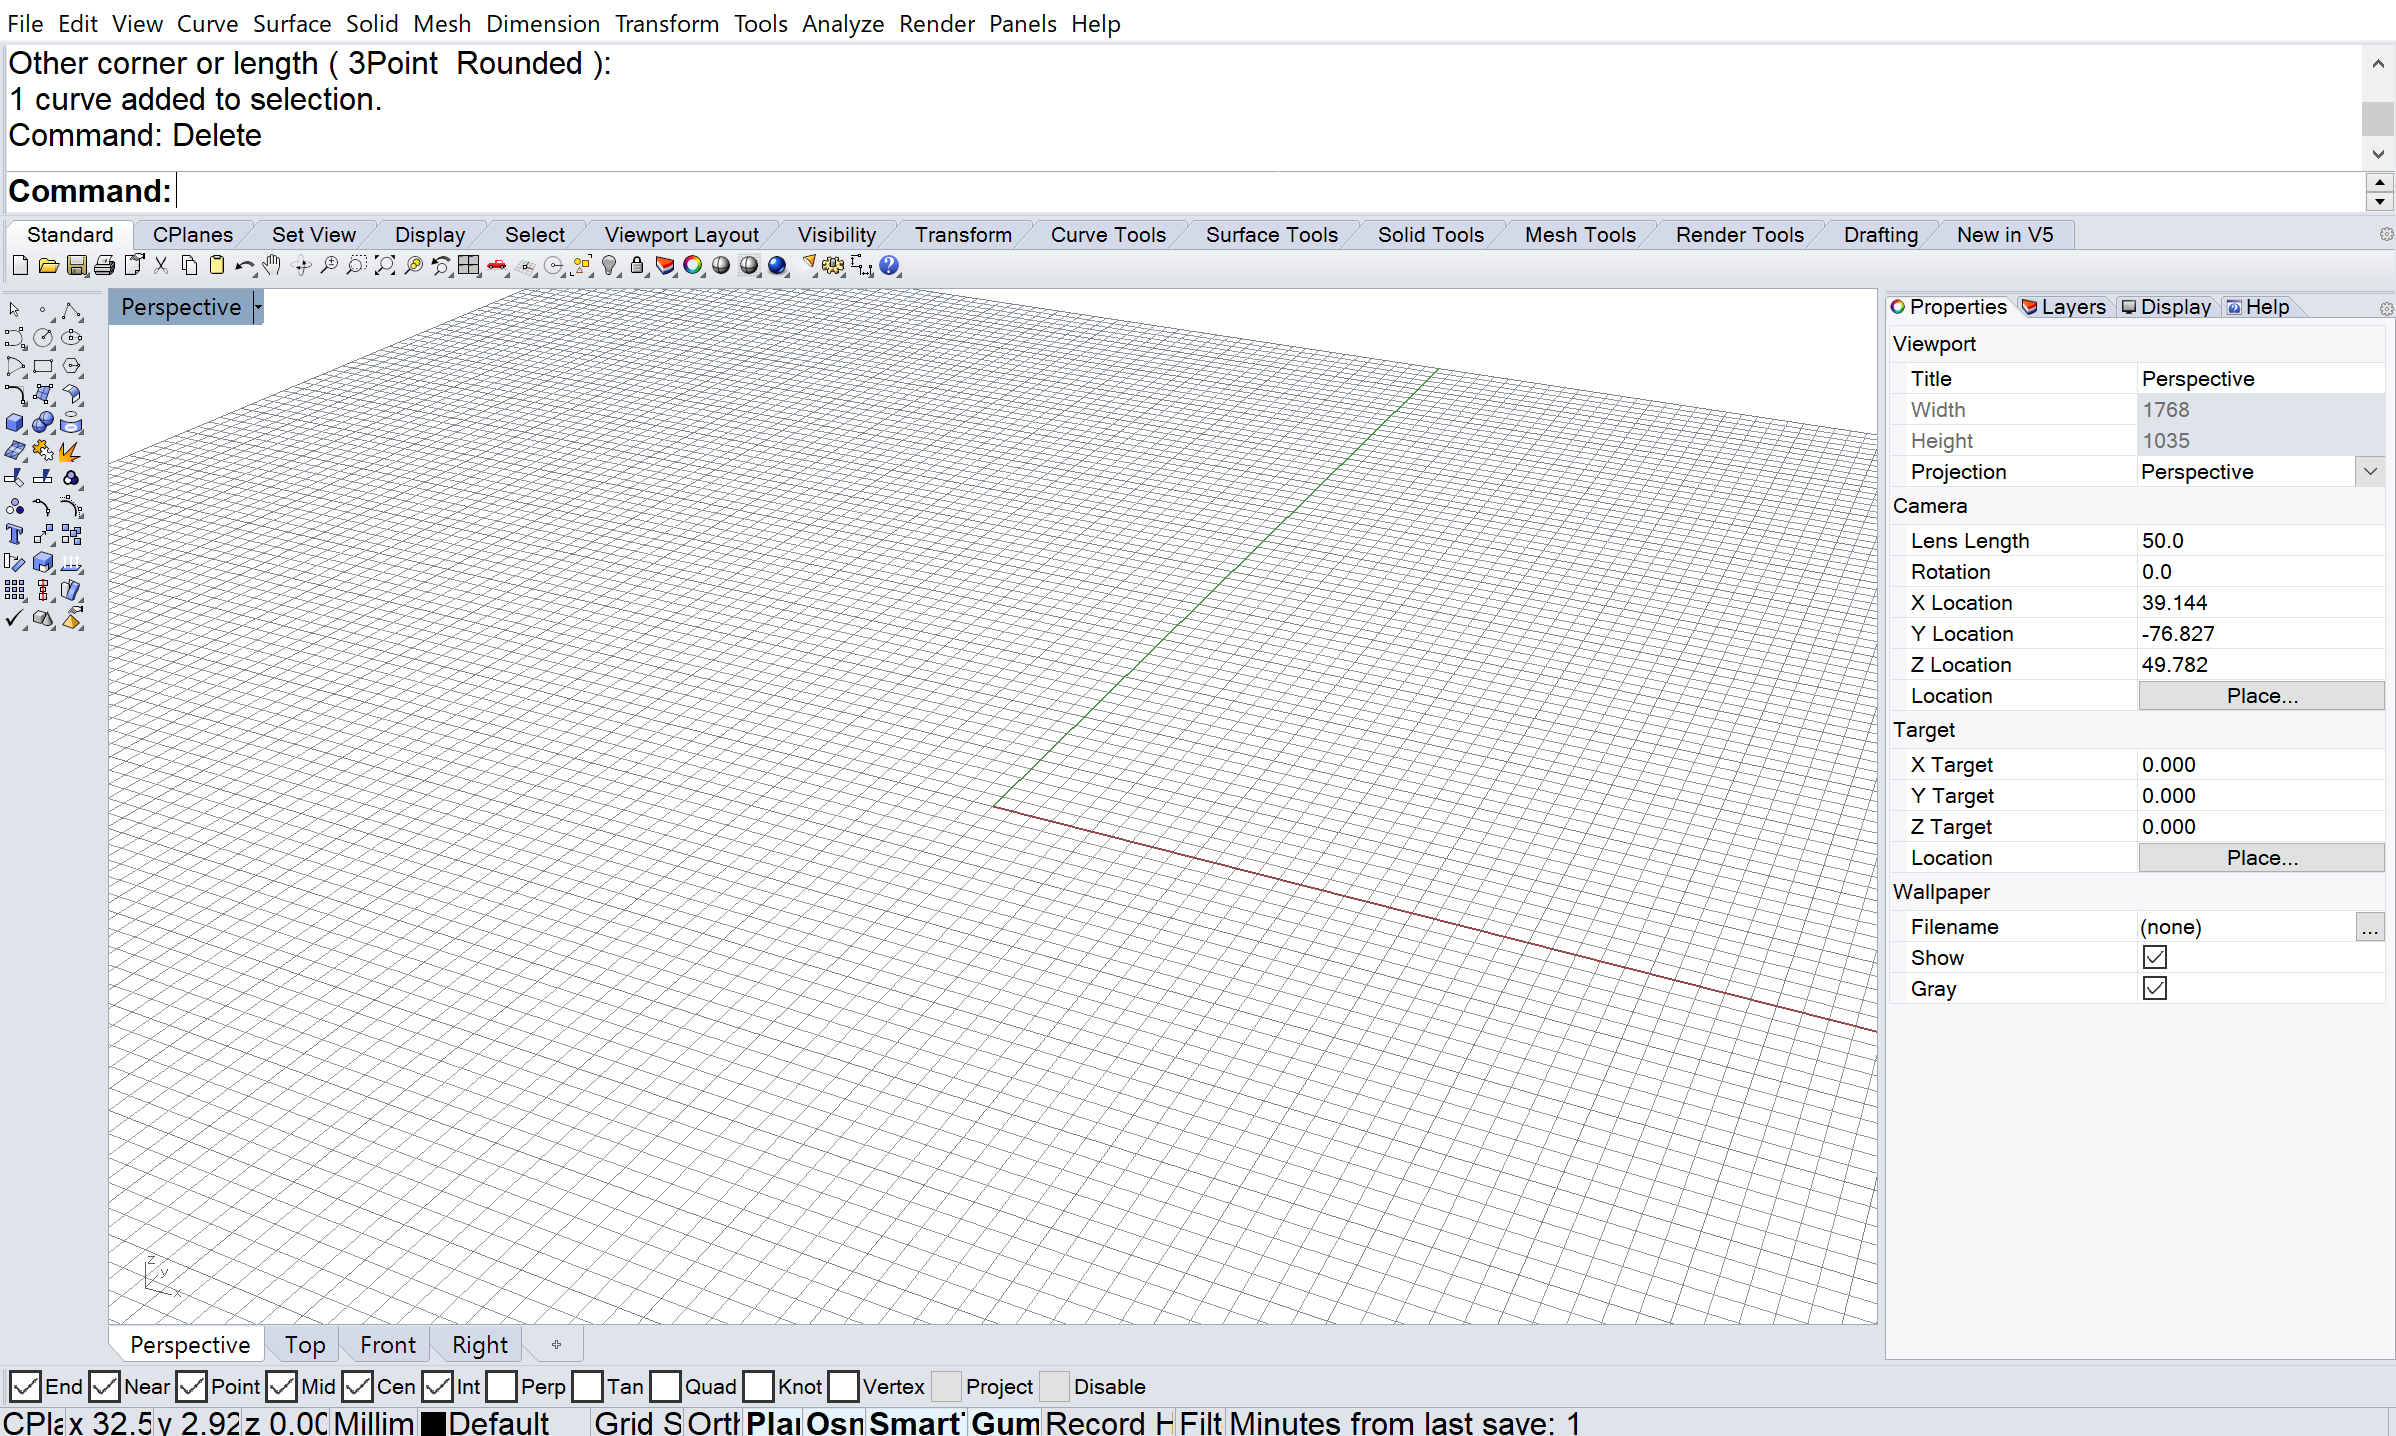 File Edit View Curve Surface Solid Mesh Dimension Transform Tools Analyze Render Panels Help
Other corner or length ( 3Point Rounded ):
1 curve added to selection.
Command: Delete
Command:
Standard CPlanes Set View Display Select Viewport Layout Visibility Transform Curve Tools Surface Tools Solid Tools Mesh Tools Render Tools Drafting New in V5
Perspective
Properties Layers Display Help
Viewport
Title Perspective
Width 1768
Height 1035
Projection Perspective
Camera
Lens Length 50.0
Rotation 0.0
X Location 39.144
Y Location -76.827
Z Location 49.782
Location Place...
Target
X Target 0.000
Y Target 0.000
Z Target 0.000
Location Place...
Wallpaper
Filename (none) ...
Show
Gray
z
y
x
Perspective Top Front Right
End Near Point Mid Cen Int Perp Tan Quad Knot Vertex Project Disable
CPla x 32.5 y 2.92 z 0.00 Millim Default Grid S Orth Plan Osn Smart Gum Record H Filt Minutes from last save: 1